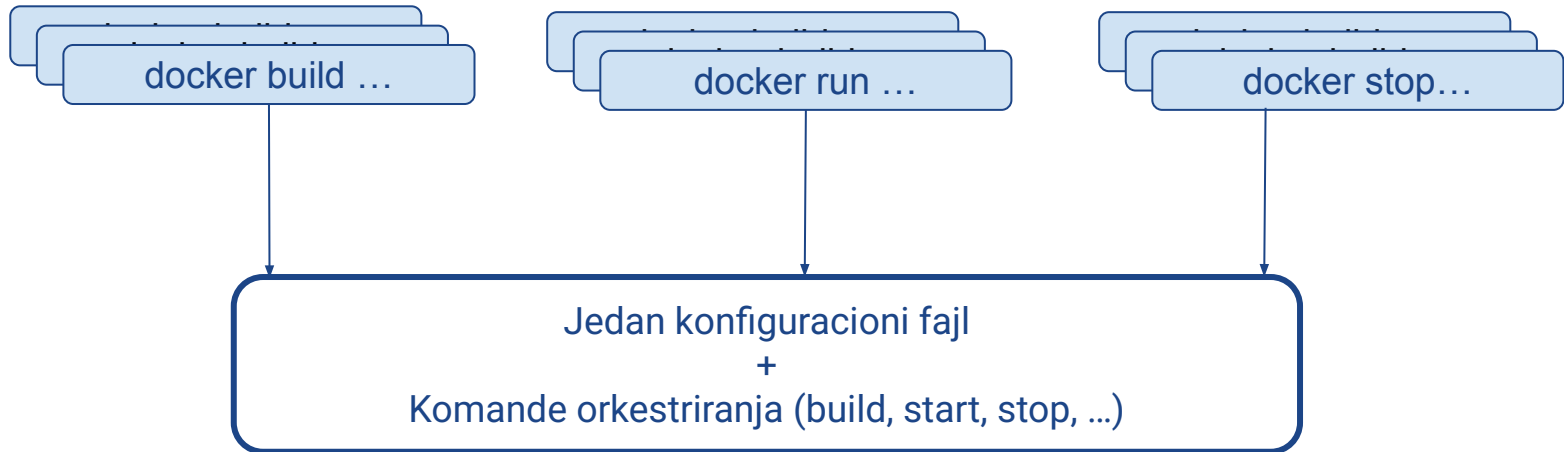 docker build …
docker run …
docker stop…
Jedan konfiguracioni fajl
+
Komande orkestriranja (build, start, stop, …)